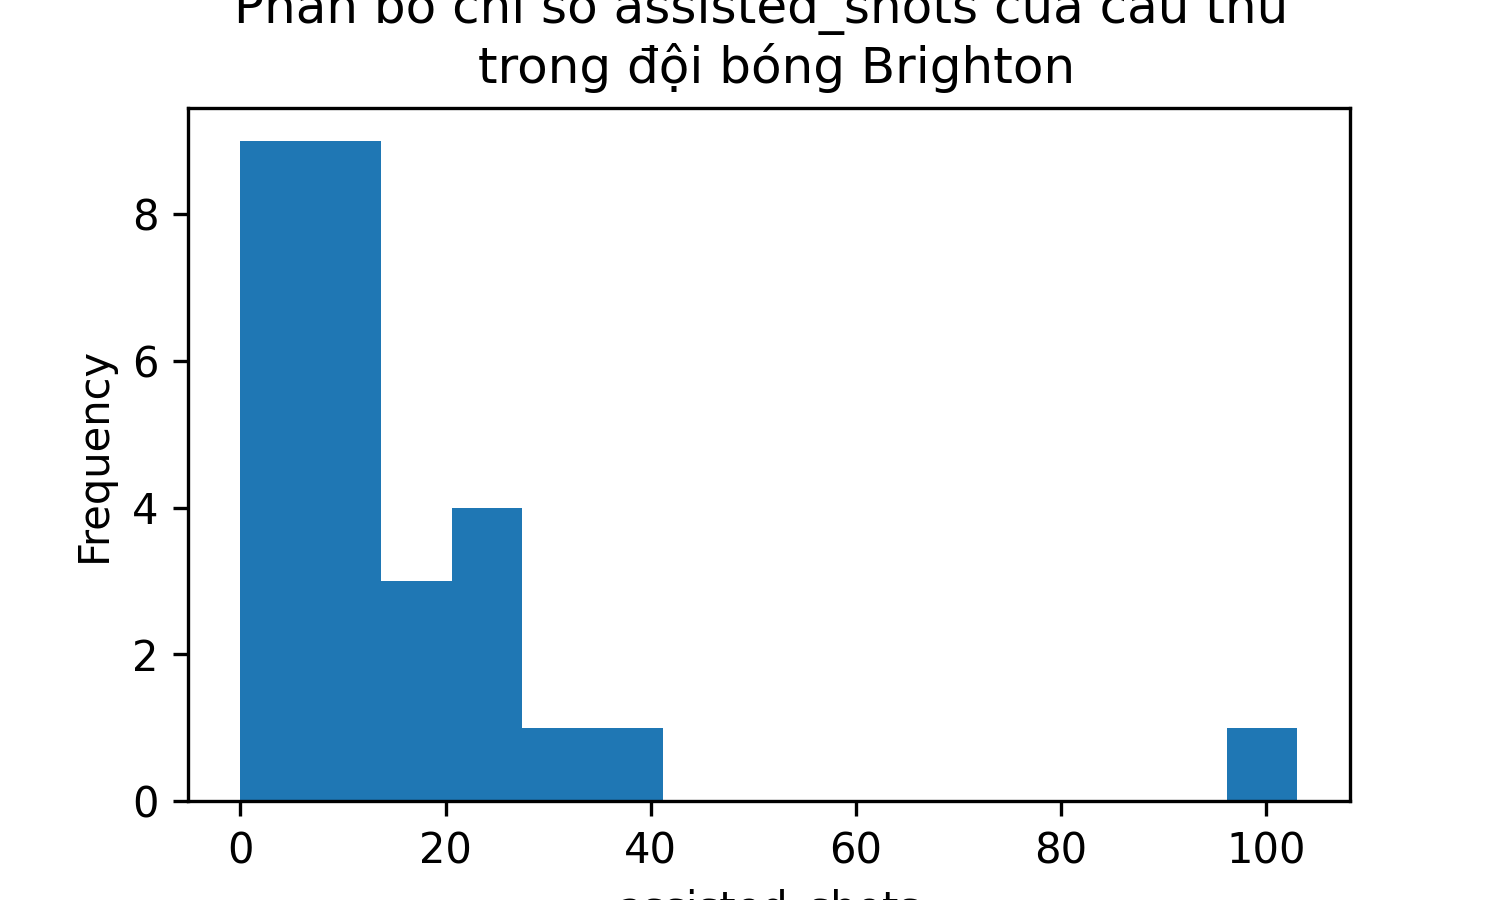 Phân bố chỉ số assisted_shots của cầu thủ
trong đội bóng Brighton
Frequency
8
6
4
2
0
0 20 40 60 80 100
assisted_shots